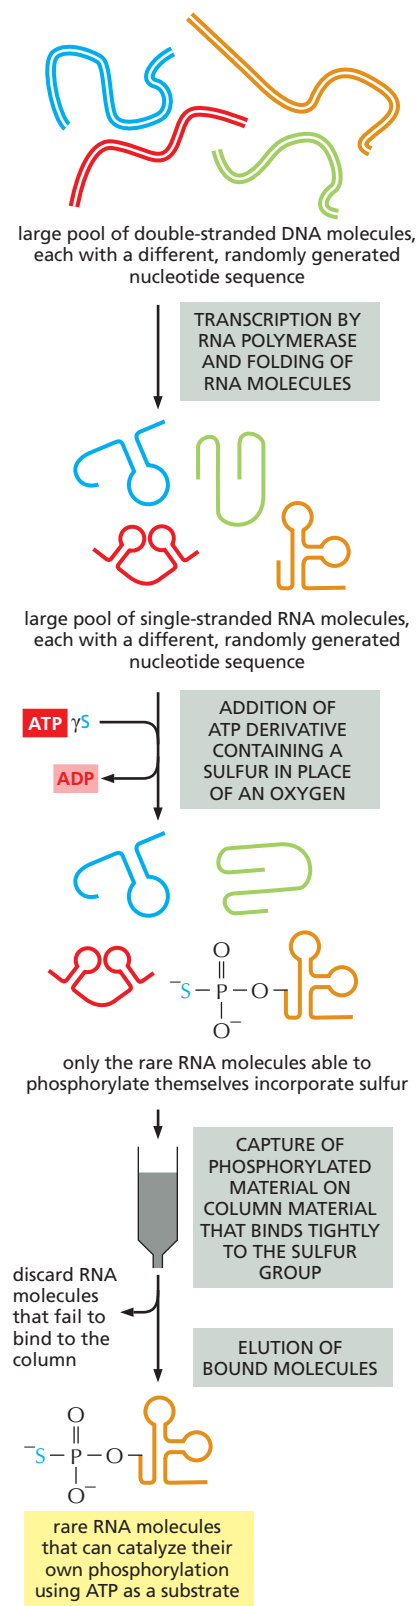 large pool of double-stranded DNA molecules,
each with a different, randomly generated
nucleotide sequence
TRANSCRIPTION BY
RNA POLYMERASE
AND FOLDING OF
RNA MOLECULES
large pool of single-stranded RNA molecules,
each with a different, randomly generated
nucleotide sequence
ATP γS
ADP
ADDITION OF
ATP DERIVATIVE
CONTAINING A
SULFUR IN PLACE
OF AN OXYGEN
O
−S–P–O–
O−
only the rare RNA molecules able to
phosphorylate themselves incorporate sulfur
CAPTURE OF
PHOSPHORYLATED
MATERIAL ON
COLUMN MATERIAL
THAT BINDS TIGHTLY
TO THE SULFUR
GROUP
discard RNA
molecules
that fail to
bind to the
column
ELUTION OF
BOUND MOLECULES
O
−S–P–O–
O−
rare RNA molecules
that can catalyze their
own phosphorylation
using ATP as a substrate